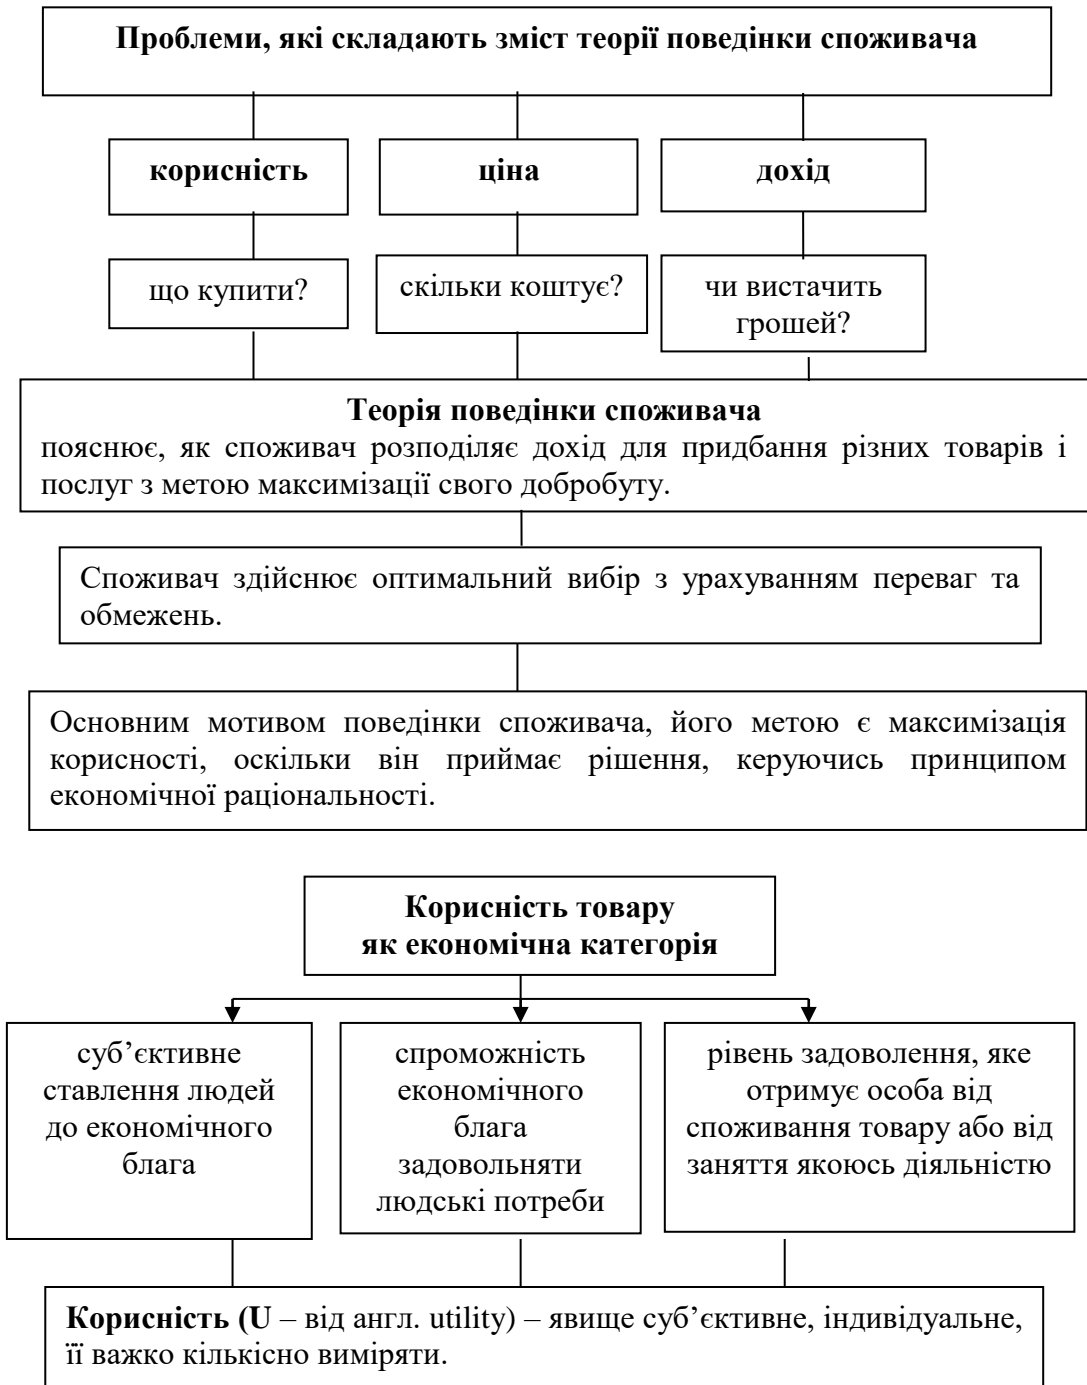 Проблеми, які складають зміст теорії поведінки споживача
корисність
ціна
дохід
що купити?
скільки коштує?
чи вистачить
грошей?
Теорія поведінки споживача
пояснює, як споживач розподіляє дохід для придбання різних товарів і
послуг з метою максимізації свого добробуту.
Споживач здійснює оптимальний вибір з урахуванням переваг та
обмежень.
Основним мотивом поведінки споживача, його метою є максимізація
корисності, оскільки він приймає рішення, керуючись принципом
економічної раціональності.
Корисність товару
як економічна категорія
суб’єктивне
ставлення людей
до економічного
блага
спроможність
економічного
блага
задовольняти
людські потреби
рівень задоволення, яке
отримує особа від
споживання товару або від
заняття якоюсь діяльністю
Корисність (U – від англ. utility) – явище суб’єктивне, індивідуальне,
її важко кількісно виміряти.